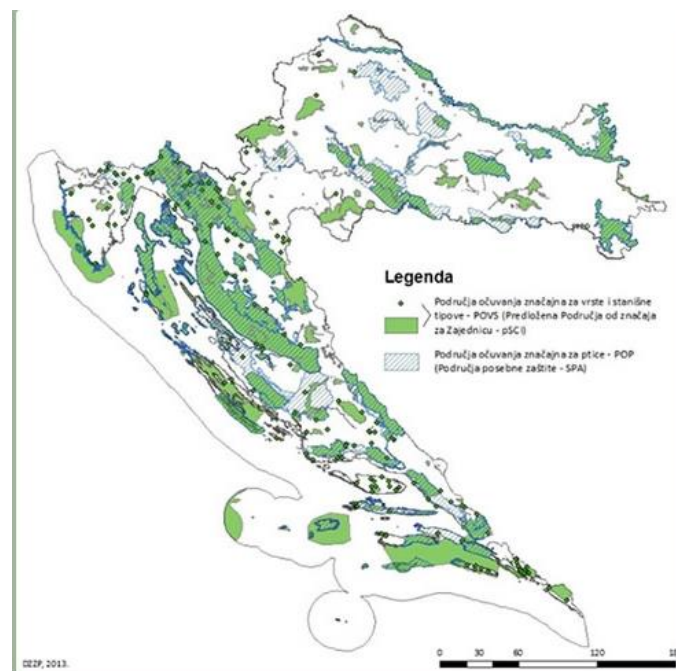 Legenda
Područja očuvanja značajna za vrste i stanišne
tipove - POVS (Predložena Područja od značaja
za Zajednicu - pSCI)
Područja očuvanja značajna za ptice - POP
(Područja posebne zaštite - SPA)
DZZP, 2013.
0 30 60 120